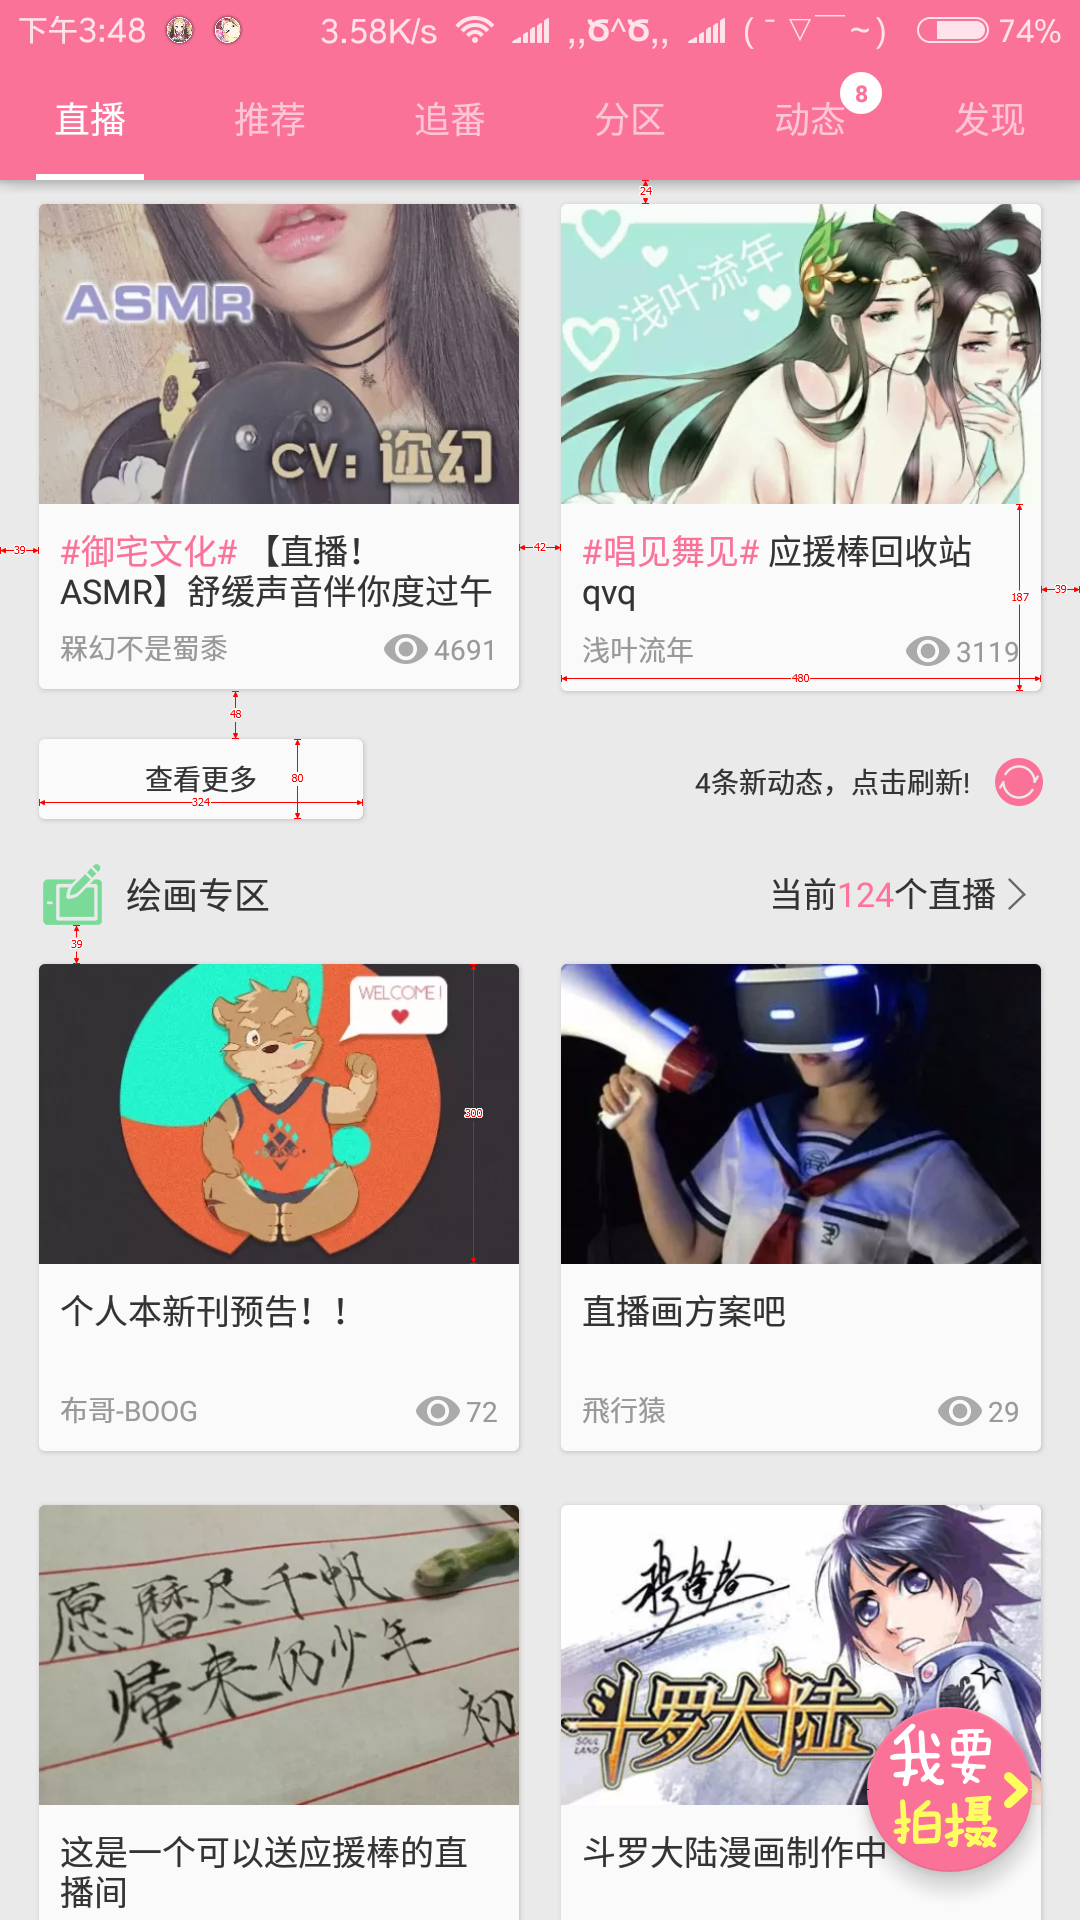 下午3:48 3.58K/s ,,Ծ^Ծ,, ( ¯ ▽¯¯ ~ ) 74%
直播 推荐 追番 分区 动态 8 发现
24
ASMR
CV: 迩幻
浅叶流年
39
42
39
#御宅文化# 【直播!
ASMR】舒缓声音伴你度过午
槑幻不是蜀黍 4691
#唱见舞见# 应援棒回收站
qvq
187
浅叶流年 3119
480
48
查看更多
80
324
4条新动态，点击刷新!
绘画专区 当前124个直播
39
WELCOME!
300
个人本新刊预告！！
布哥-BOOG 72
直播画方案吧
飛行猿 29
愿历尽千帆
归来仍少年
初
穆逢春
斗罗大陆
SOUL
LAND
我要
拍摄
这是一个可以送应援棒的直
播间
斗罗大陆漫画制作中